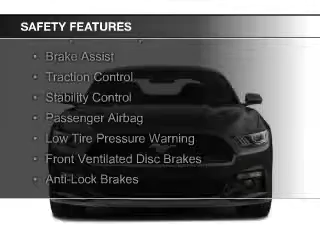 SAFETY FEATURES
• Brake Assist
• Traction Control
• Stability Control
• Passenger Airbag
• Low Tire Pressure Warning
• Front Ventilated Disc Brakes
• Anti-Lock Brakes